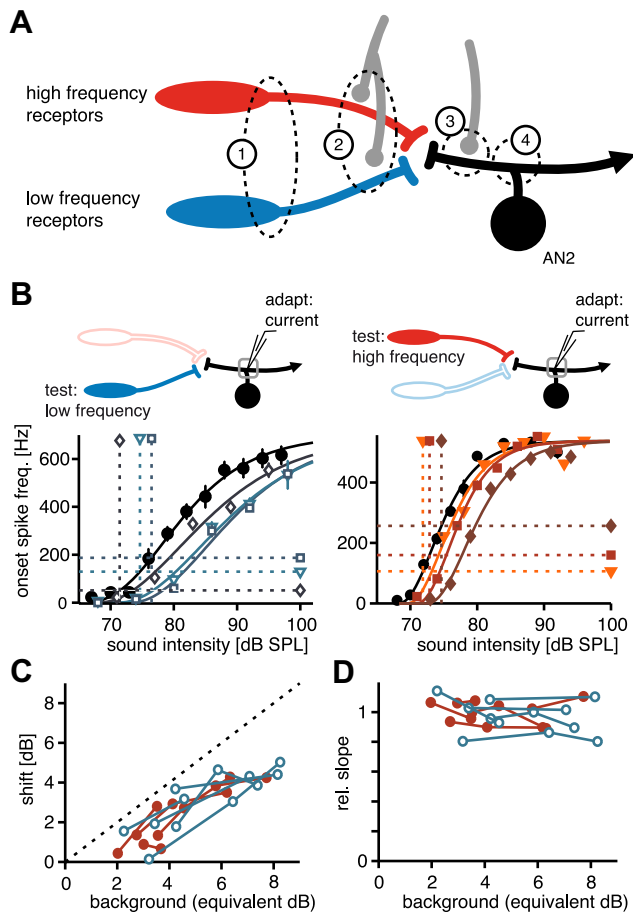 A
high frequency
receptors
1
2
3
4
low frequency
receptors
AN2
B
adapt:
current
test:
low frequency
adapt:
current
test:
high frequency
onset spike freq. [Hz]
600
400
200
0
70
80
90
100
sound intensity [dB SPL]
400
200
0
70
80
90
100
sound intensity [dB SPL]
C
shift [dB]
8
6
4
2
0
0
2
4
6
8
background (equivalent dB)
D
rel. slope
1
0
0
2
4
6
8
background (equivalent dB)